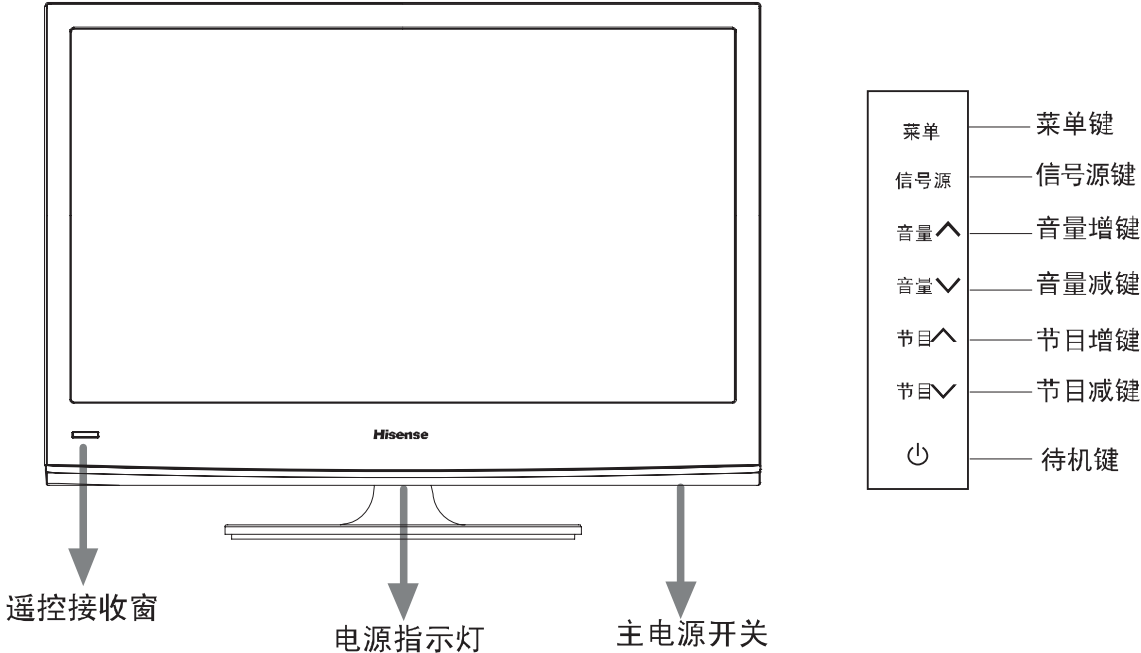 Hisense
遥控接收窗
电源指示灯
主电源开关
菜单
菜单键
信号源
信号源键
音量
音量增键
音量
音量减键
节目
节目增键
节目
节目减键
待机键